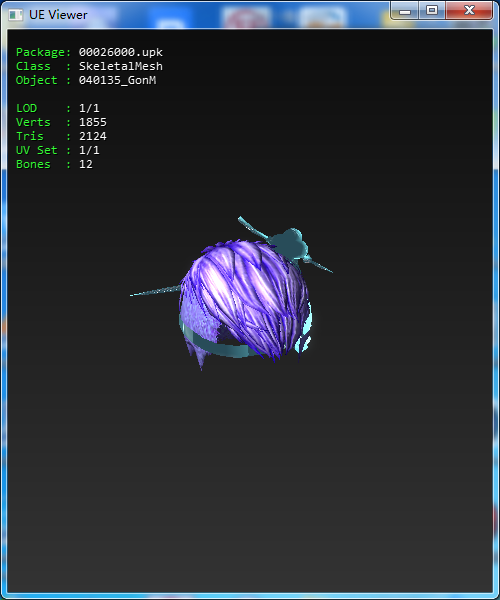 UE Viewer
Package: 00026000.upk
Class  : SkeletalMesh
Object : 040135_GonM
LOD    : 1/1
Verts  : 1855
Tris   : 2124
UV Set : 1/1
Bones  : 12